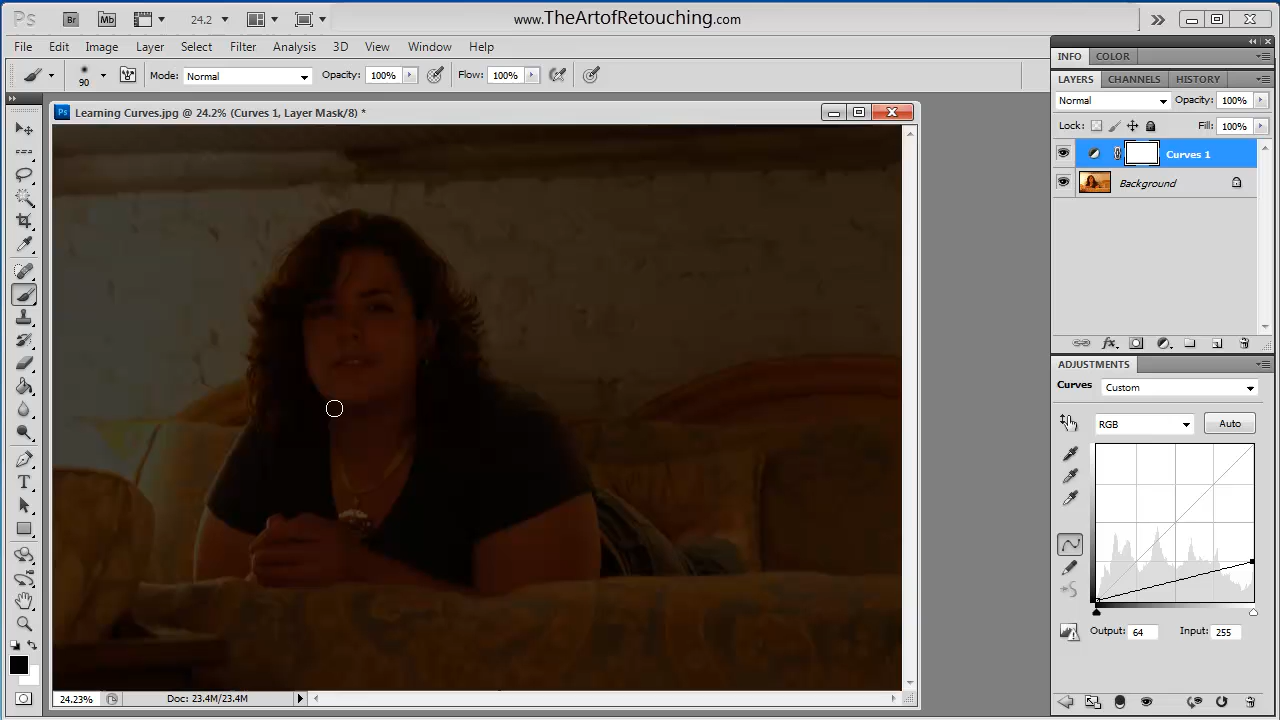 Ps Br Mb 24.2 www.TheArtofRetouching.com
File Edit Image Layer Select Filter Analysis 3D View Window Help
90 Mode: Normal Opacity: 100% Flow: 100%
INFO COLOR
LAYERS CHANNELS HISTORY
Normal Opacity: 100%
Lock: Fill: 100%
Curves 1
Background
Ps Learning Curves.jpg @ 24.2% (Curves 1, Layer Mask/8) *
fx.
ADJUSTMENTS
Curves Custom
RGB Auto
T
Output: 64 Input: 255
24.23% Doc: 23.4M/23.4M